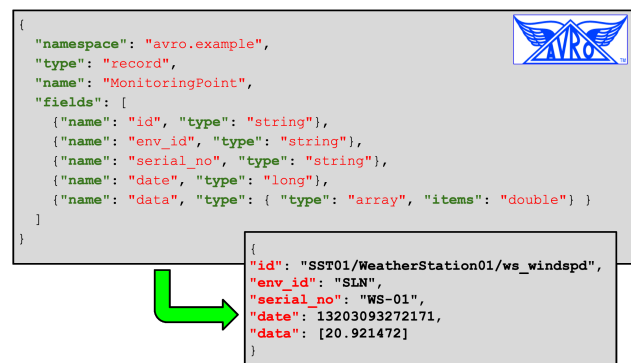 {
"namespace": "avro.example",
"type": "record",
"name": "MonitoringPoint",
"fields": [
{"name": "id", "type": "string"},
{"name": "env_id", "type": "string"},
{"name": "serial_no", "type": "string"},
{"name": "date", "type": "long"},
{"name": "data", "type": { "type": "array", "items": "double"} }
]
}
AVRO
TM
{
"id": "SST01/WeatherStation01/ws_windspd",
"env_id": "SLN",
"serial_no": "WS-01",
"date": 13203093272171,
"data": [20.921472]
}